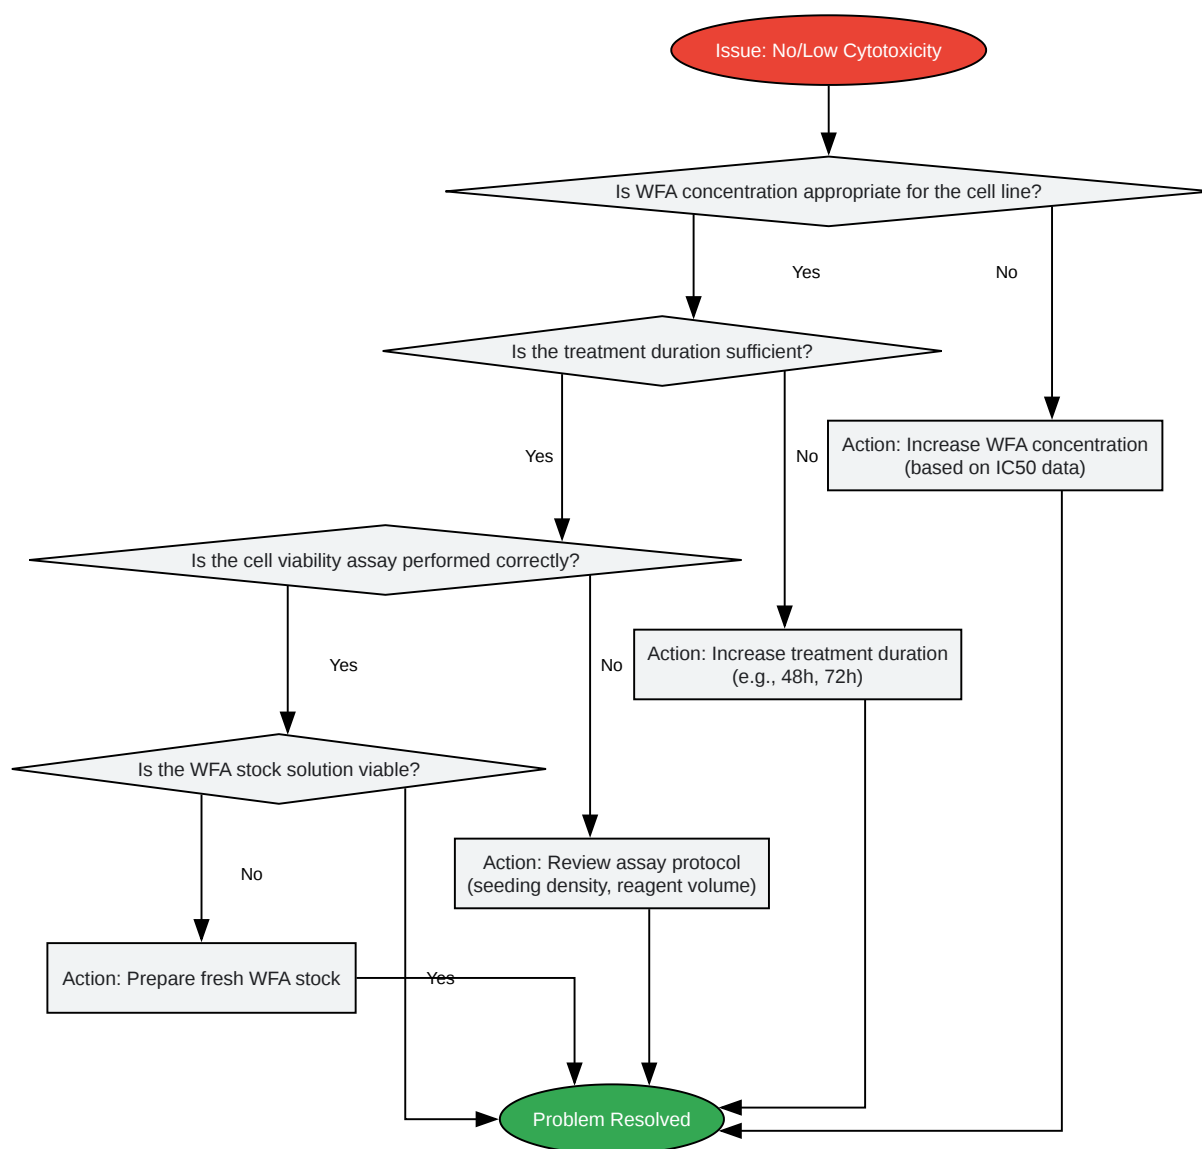 Issue: No/Low Cytotoxicity
Is WFA concentration appropriate for the cell line?
Yes
No
Is the treatment duration sufficient?
Action: Increase WFA concentration
(based on IC50 data)
Yes
No
Is the cell viability assay performed correctly?
Action: Increase treatment duration
(e.g., 48h, 72h)
Yes
No
Is the WFA stock solution viable?
Action: Review assay protocol
(seeding density, reagent volume)
No
Action: Prepare fresh WFA stock
Yes
Problem Resolved